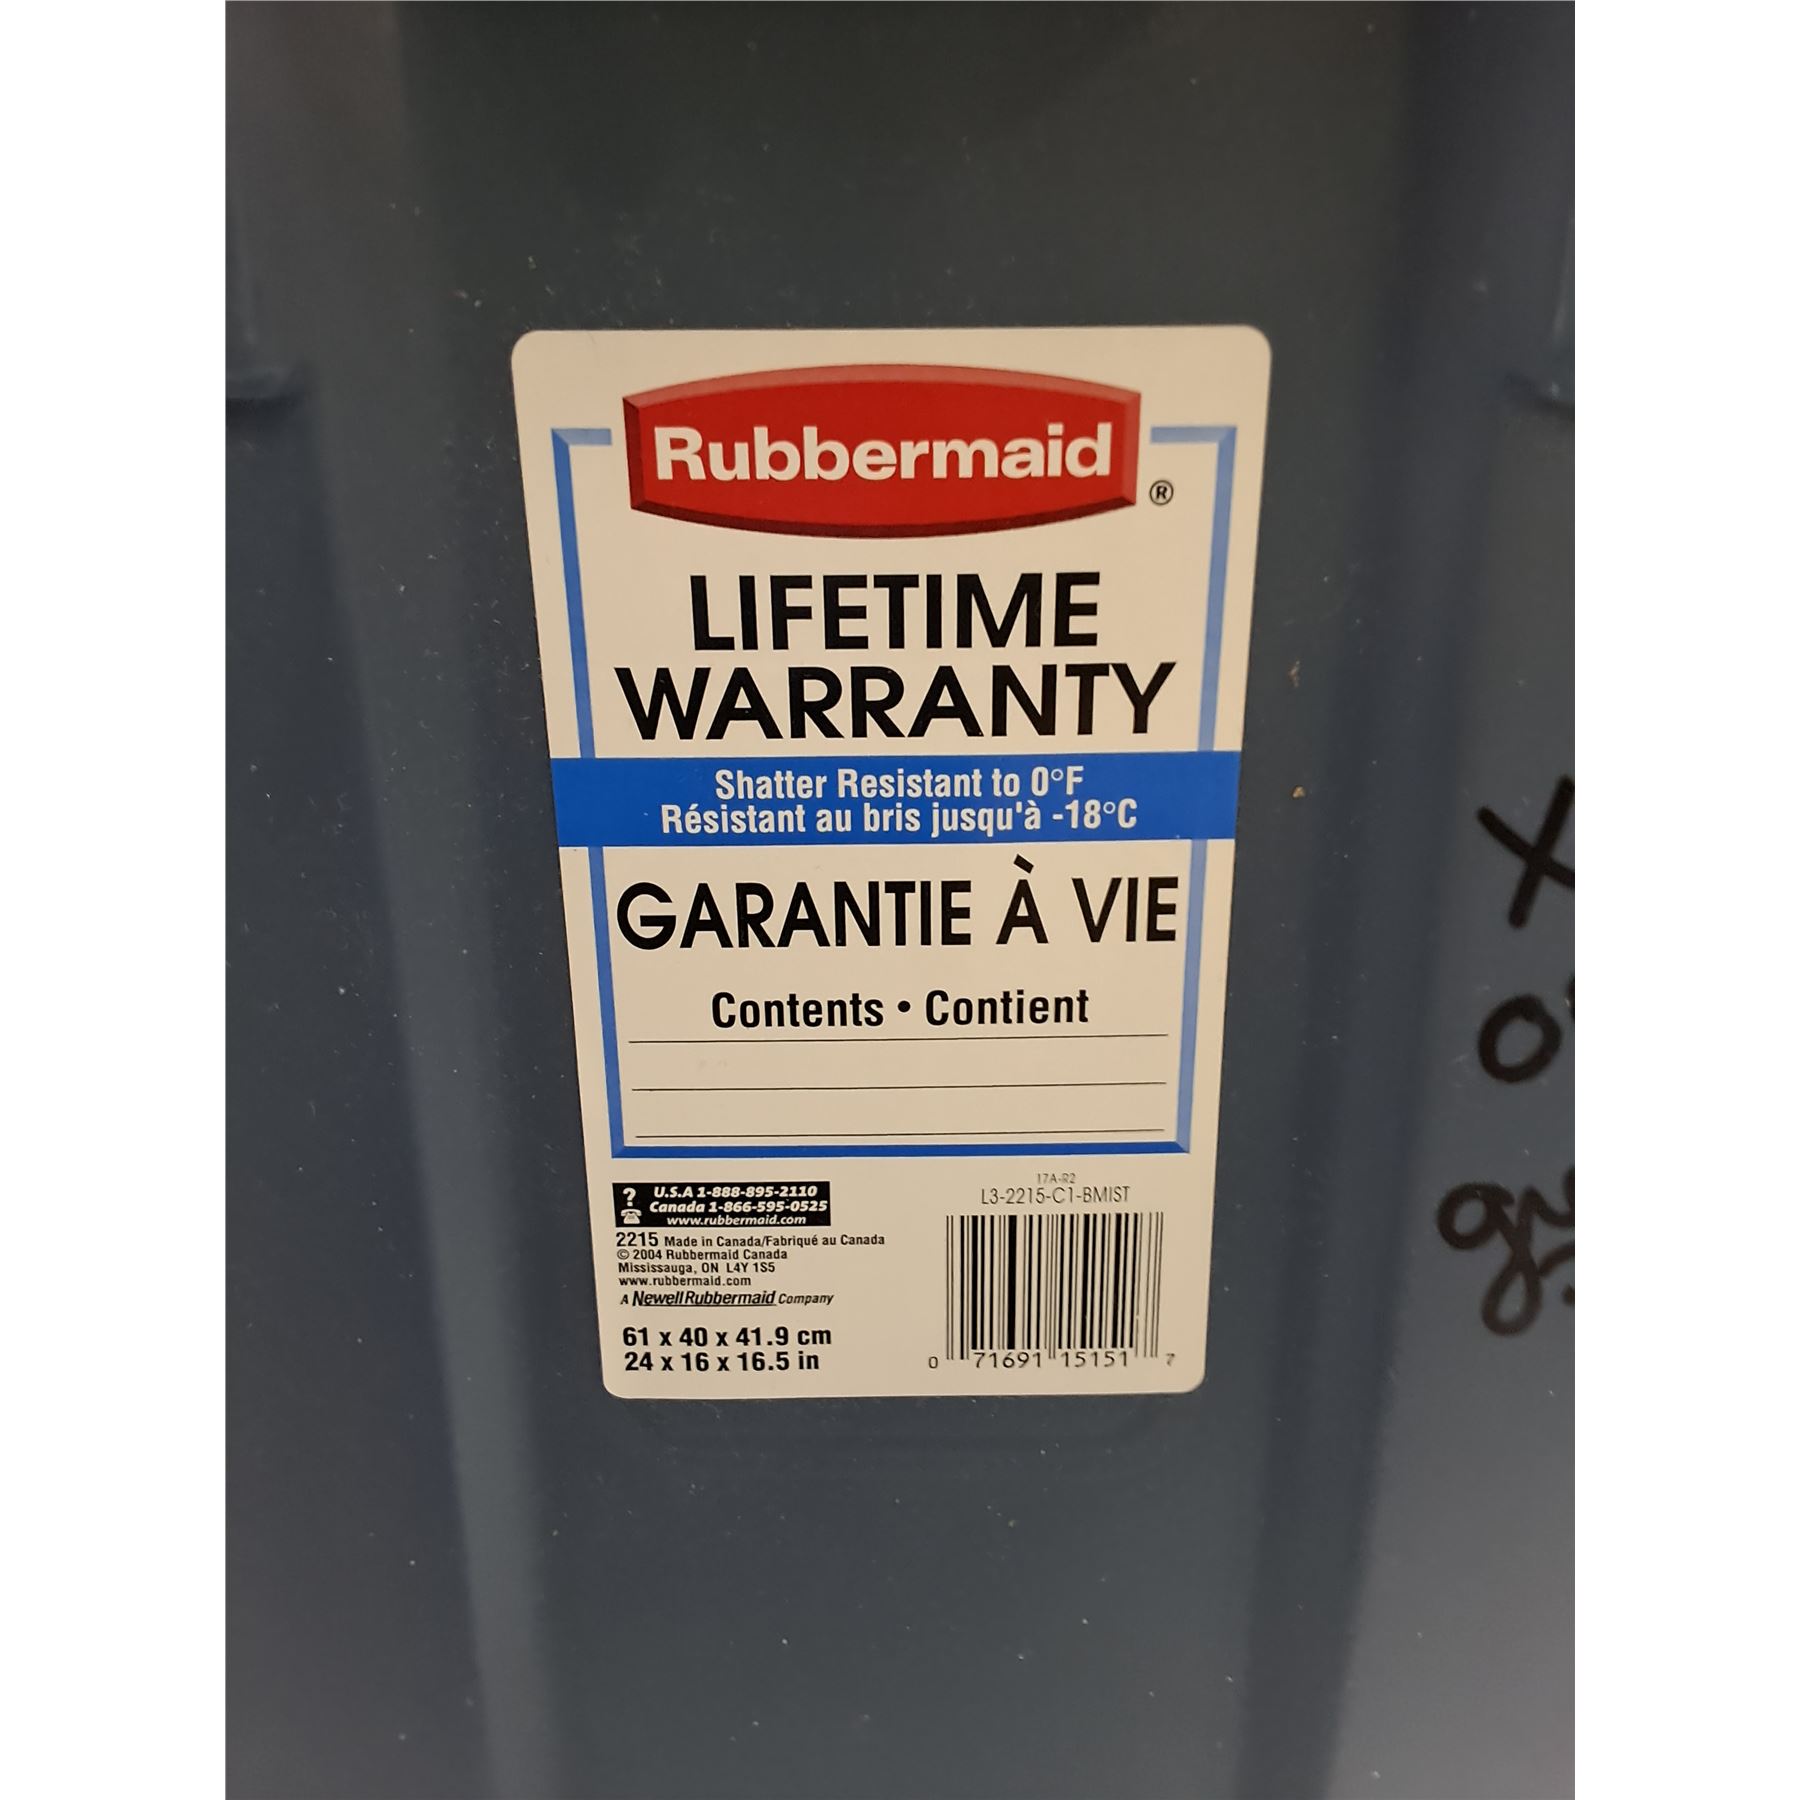 Rubbermaid®
LIFETIME
WARRANTY
Shatter Resistant to 0°F
Résistant au bris jusqu'à -18°C
GARANTIE À VIE
Contents • Contient
? U.S.A 1-888-895-2110
Canada 1-866-595-0525
www.rubbermaid.com
2215 Made in Canada/Fabriqué au Canada
© 2004 Rubbermaid Canada
Mississauga, ON L4Y 1S5
www.rubbermaid.com
A Newell Rubbermaid Company
61 x 40 x 41.9 cm
24 x 16 x 16.5 in
17A-R2
L3-2215-C1-BMIST
0 71691 15151 7
X